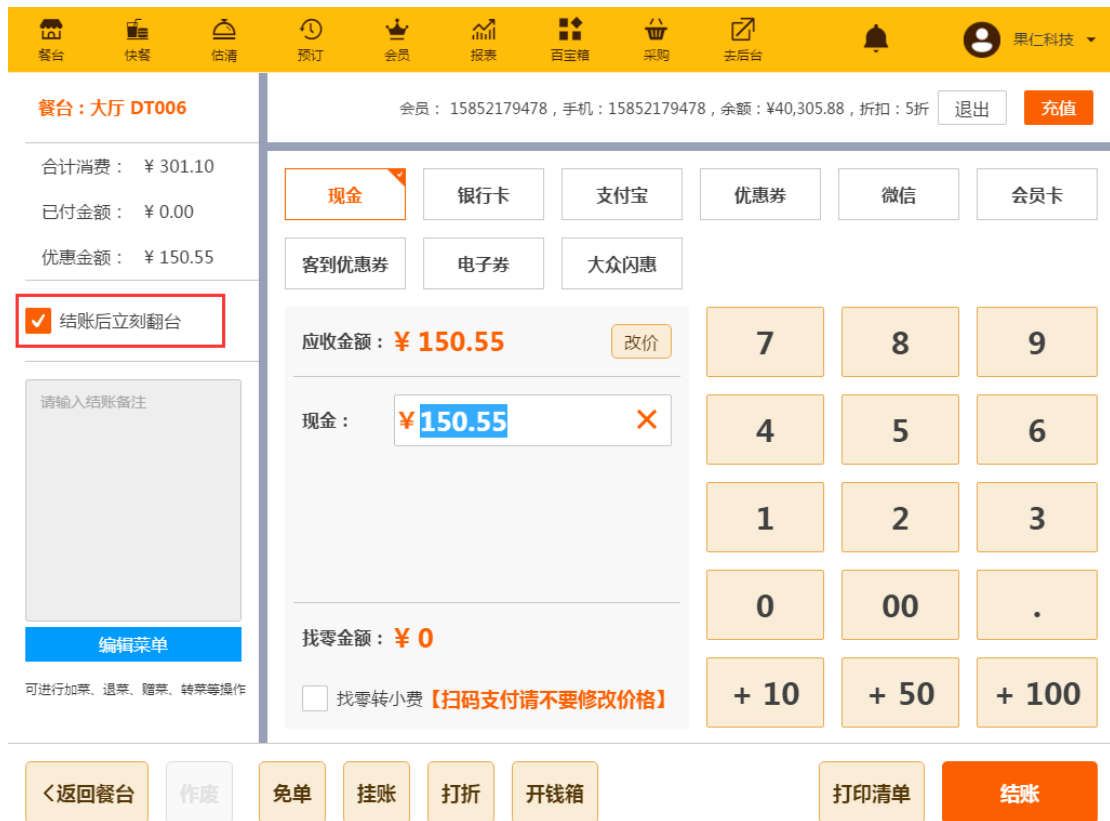 餐台 快餐 估清 预订 会员 报表 百宝箱 采购 去后台 果仁科技
餐台：大厅 DT006
会员： 15852179478，手机：15852179478，余额：¥40,305.88，折扣：5折 退出 充值
合计消费： ¥ 301.10
已付金额： ¥ 0.00
优惠金额： ¥ 150.55
结账后立刻翻台
请输入结账备注
编辑菜单
可进行加菜、退菜、赠菜、转菜等操作
现金 银行卡 支付宝 优惠券 微信 会员卡
客到优惠券 电子券 大众闪惠
应收金额：¥ 150.55 改价
现金： ¥ 150.55
找零金额：¥ 0
找零转小费【扫码支付请不要修改价格】
7 8 9
4 5 6
1 2 3
0 00 .
+ 10 + 50 + 100
<返回餐台 作废 免单 挂账 打折 开钱箱 打印清单 结账